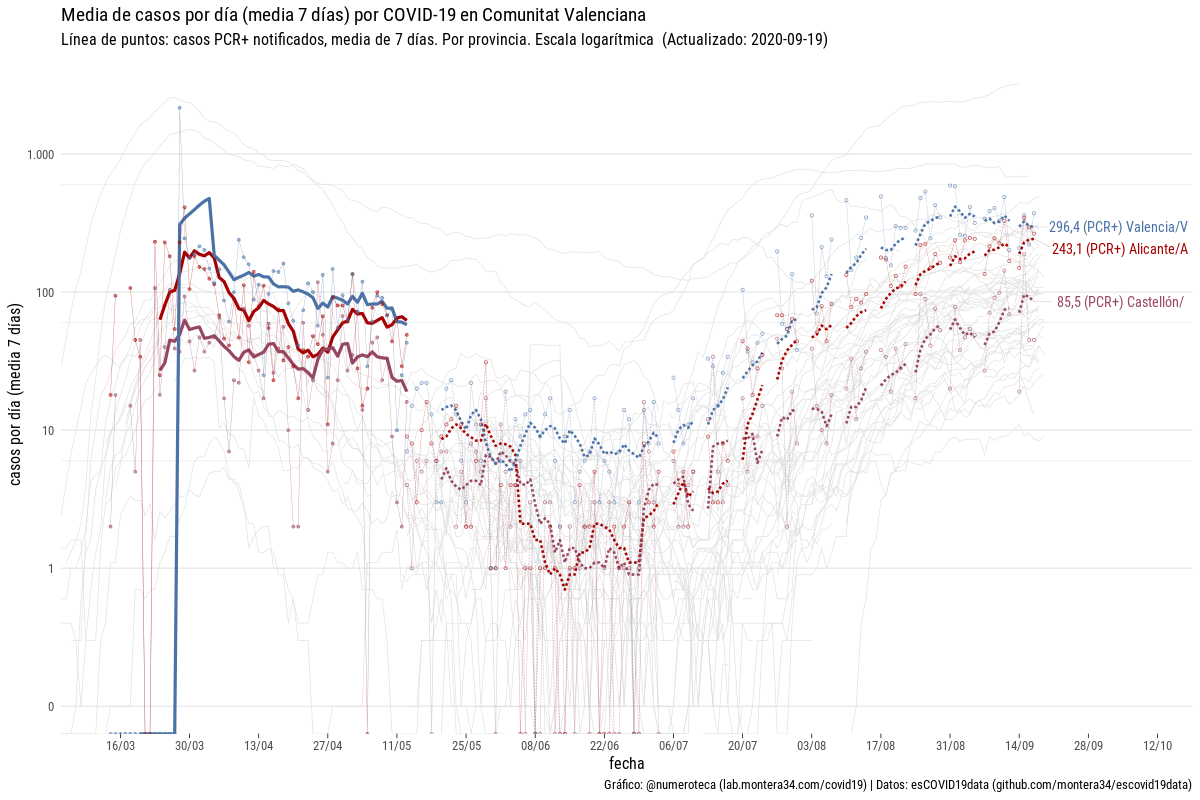 Media de casos por día (media 7 días) por COVID-19 en Comunitat Valenciana
Línea de puntos: casos PCR+ notificados, media de 7 días. Por provincia. Escala logarítmica  (Actualizado: 2020-09-19)
casos por día (media 7 días)
1.000
100
10
1
0
296,4 (PCR+) Valencia/V
243,1 (PCR+) Alicante/A
85,5 (PCR+) Castellón/
16/03 30/03 13/04 27/04 11/05 25/05 08/06 22/06 06/07 20/07 03/08 17/08 31/08 14/09 28/09 12/10
fecha
Gráfico: @numeroteca (lab.montera34.com/covid19) | Datos: esCOVID19data (github.com/montera34/escovid19data)